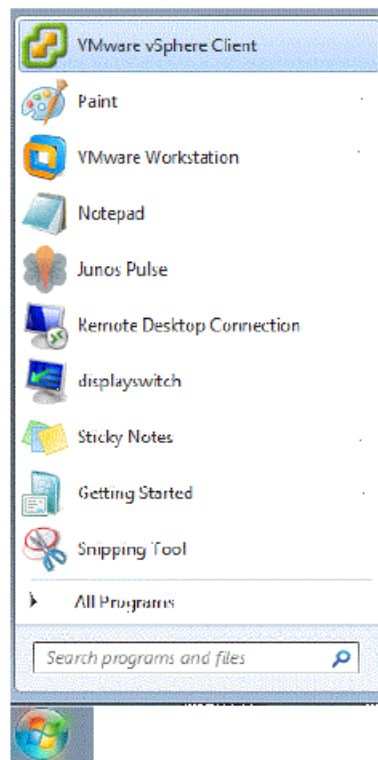 VMware vSphere Client
Paint
VMware Workstation
Notepad
Junos Pulse
Remote Desktop Connection
displayswitch
Sticky Notes
Getting Started
Snipping Tool
All Programs
Search programs and files